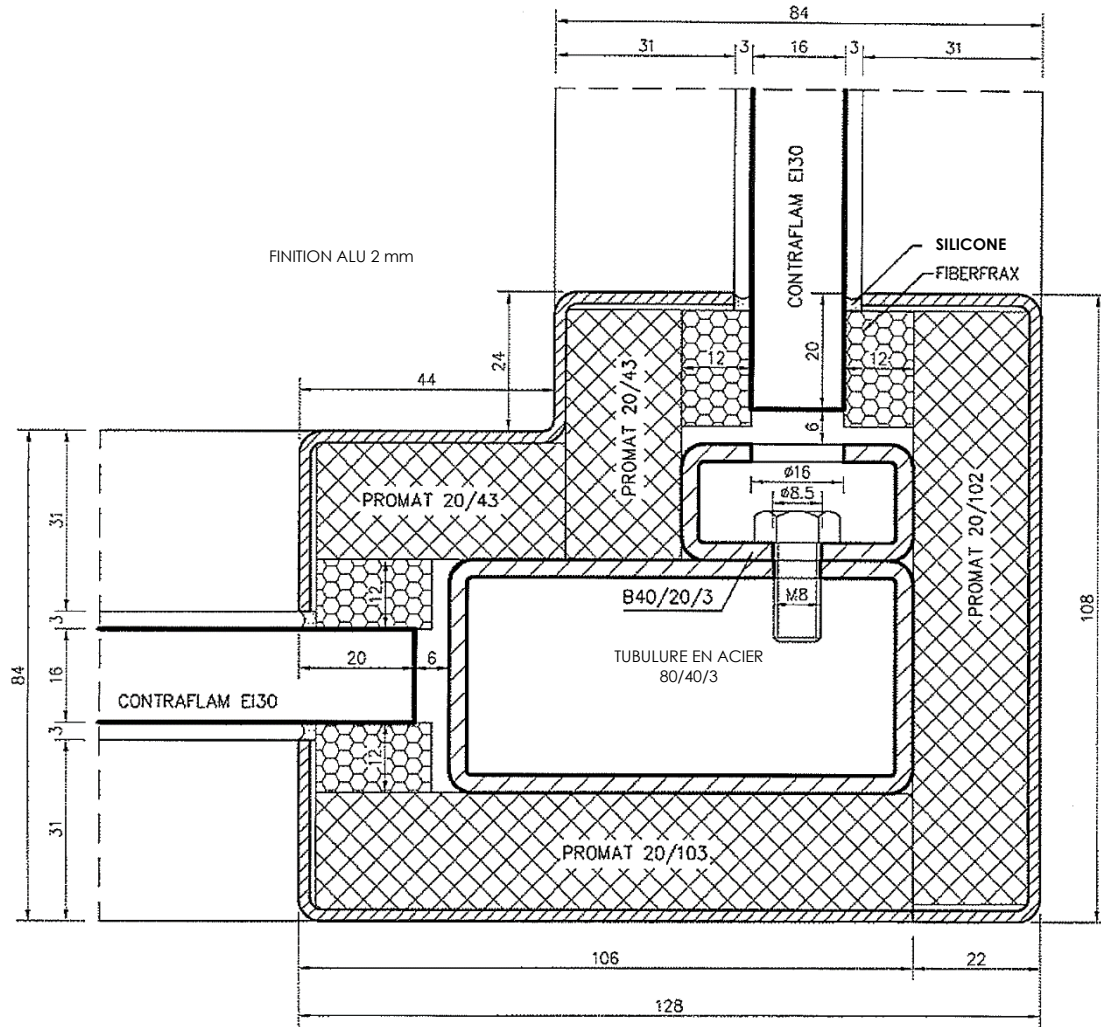 84
31
3
16
3
31
CONTRAFLAM EI30
FINITION ALU 2 mm
SILICONE
FIBERFRAX
24
44
12
20
12
108
6
PROMAT 20/43
PROMAT 20/43
ø16
ø8.5
PROMAT 20/102
84
31
3
16
3
31
12
B40/20/3
M8
20
6
TUBULURE EN ACIER
80/40/3
CONTRAFLAM EI30
12
PROMAT 20/103
106
22
128